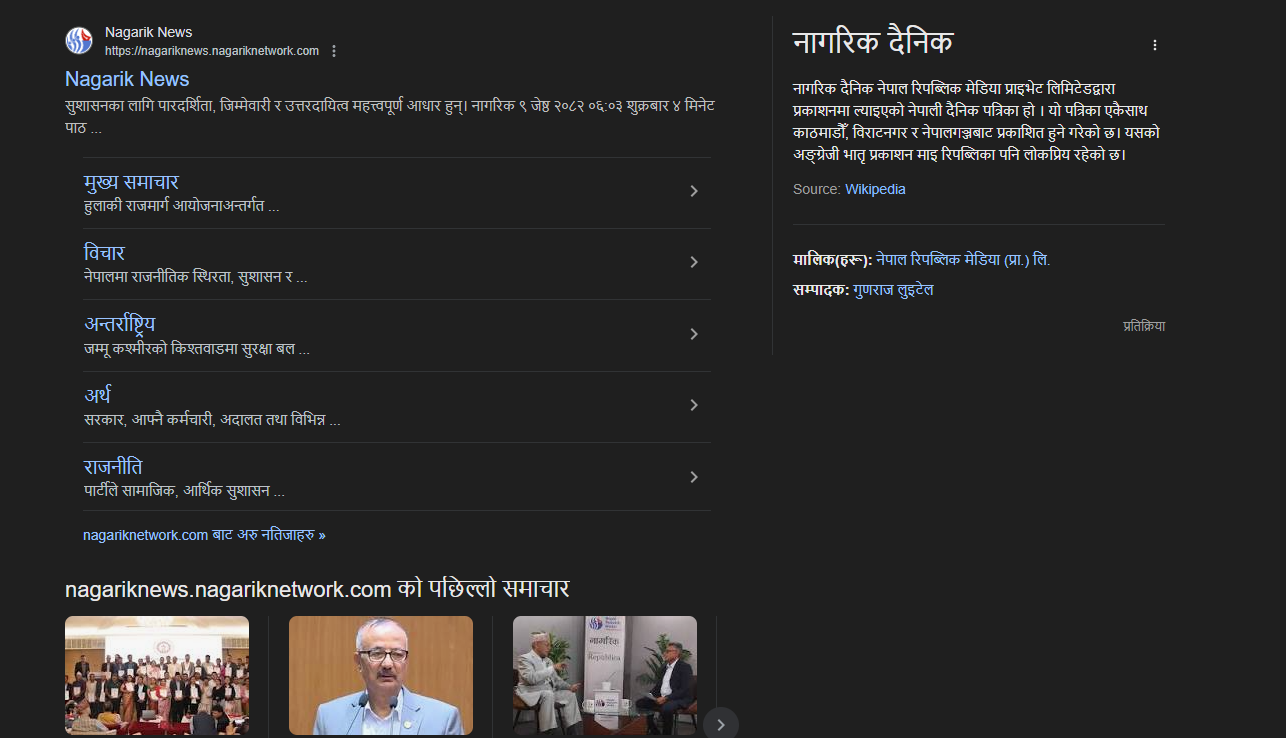 Nagarik News
https://nagariknews.nagariknetwork.com
Nagarik News
सुशासनका लागि पारदर्शिता, जिम्मेवारी र उत्तरदायित्व महत्त्वपूर्ण आधार हुन्। नागरिक ९ जेष्ठ २०८२ ०६:०३ शुक्रबार ४ मिनेट
पाठ ...
मुख्य समाचार
हुलाकी राजमार्ग आयोजनाअन्तर्गत ...
विचार
नेपालमा राजनीतिक स्थिरता, सुशासन र ...
अन्तर्राष्ट्रिय
जम्मू कश्मीरको किश्तवाडमा सुरक्षा बल ...
अर्थ
सरकार, आफ्नै कर्मचारी, अदालत तथा विभिन्न ...
राजनीति
पार्टीले सामाजिक, आर्थिक सुशासन ...
nagariknetwork.com बाट अरु नतिजाहरु »
nagariknews.nagariknetwork.com को पछिल्लो समाचार
नागरिक
Republica
नागरिक दैनिक
नागरिक दैनिक नेपाल रिपब्लिक मेडिया प्राइभेट लिमिटेडद्वारा
प्रकाशनमा ल्याइएको नेपाली दैनिक पत्रिका हो । यो पत्रिका एकैसाथ
काठमाडौँ, विराटनगर र नेपालगञ्जबाट प्रकाशित हुने गरेको छ। यसको
अङ्ग्रेजी भातृ प्रकाशन माइ रिपब्लिका पनि लोकप्रिय रहेको छ।
Source: Wikipedia
मालिक(हरू): नेपाल रिपब्लिक मेडिया (प्रा.) लि.
सम्पादक: गुणराज लुइटेल
प्रतिक्रिया